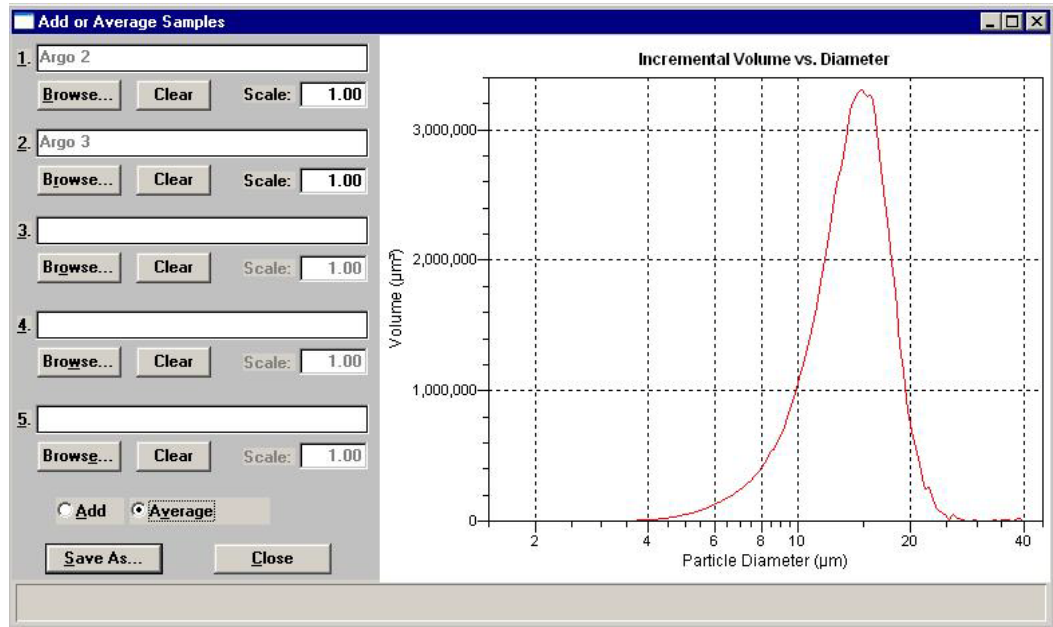 Add or Average Samples
1. Argo 2
Browse... Clear Scale: 1.00
2. Argo 3
Browse... Clear Scale: 1.00
3.
Browse... Clear Scale: 1.00
4.
Browse... Clear Scale: 1.00
5.
Browse... Clear Scale: 1.00
Add Average
Save As... Close
Incremental Volume vs. Diameter
3,000,000
2,000,000
1,000,000
0
Volume (µm³)
2 4 6 8 10 20 40
Particle Diameter (µm)